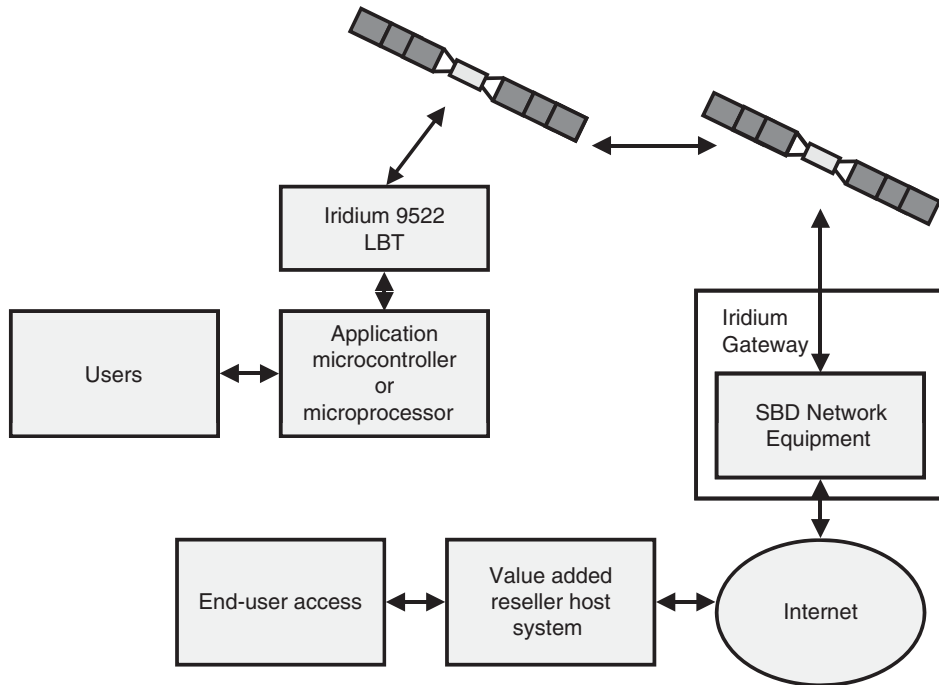 Iridium 9522
LBT
Users
Application
microcontroller
or
microprocessor
Iridium
Gateway
SBD Network
Equipment
End-user access
Value added
reseller host
system
Internet